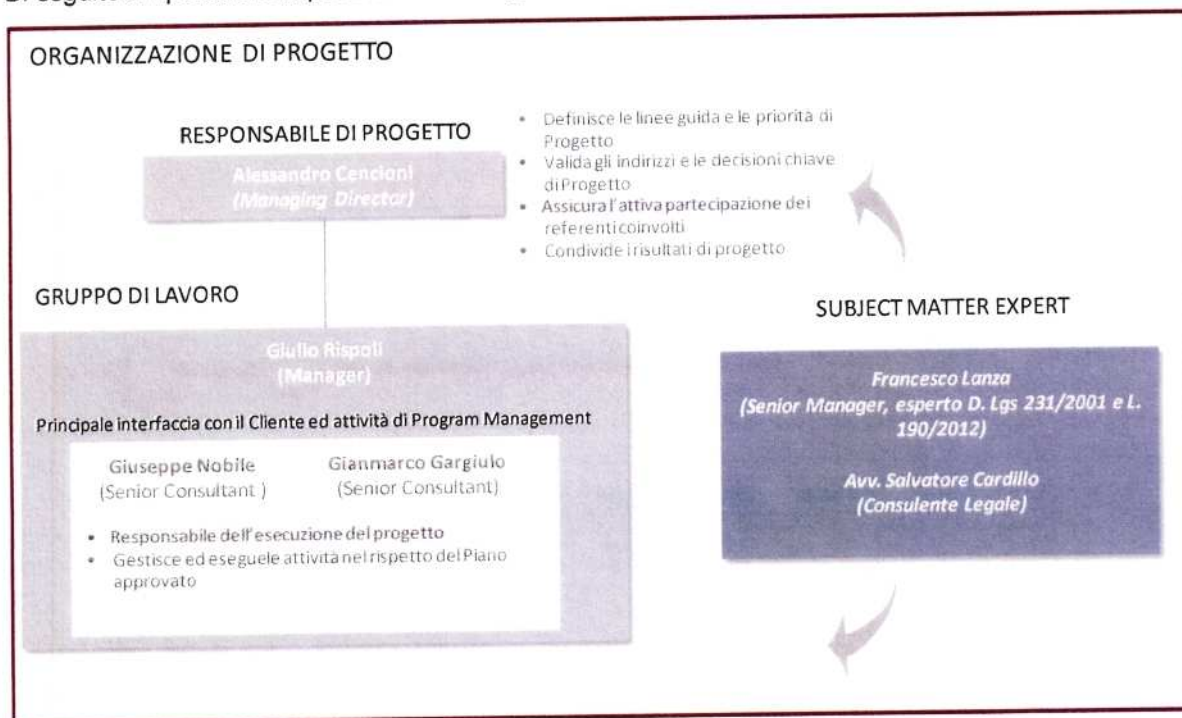 ORGANIZZAZIONE DI PROGETTO
RESPONSABILE DI PROGETTO
Alessandro Cencioni
(Managing Director)
• Definisce le linee guida e le priorità di
Progetto
• Valida gli indirizzi e le decisioni chiave
di Progetto
• Assicura l'attiva partecipazione dei
referenti coinvolti
• Condivide i risultati di progetto
GRUPPO DI LAVORO
Giulio Rispoli
(Manager)
Principale interfaccia con il Cliente ed attività di Program Management
Giuseppe Nobile
(Senior Consultant )
Gianmarco Gargiulo
(Senior Consultant)
• Responsabile dell'esecuzione del progetto
• Gestisce ed esegue le attività nel rispetto del Piano
approvato
SUBJECT MATTER EXPERT
Francesco Lanza
(Senior Manager, esperto D. Lgs 231/2001 e L.
190/2012)
Avv. Salvatore Cardillo
(Consulente Legale)